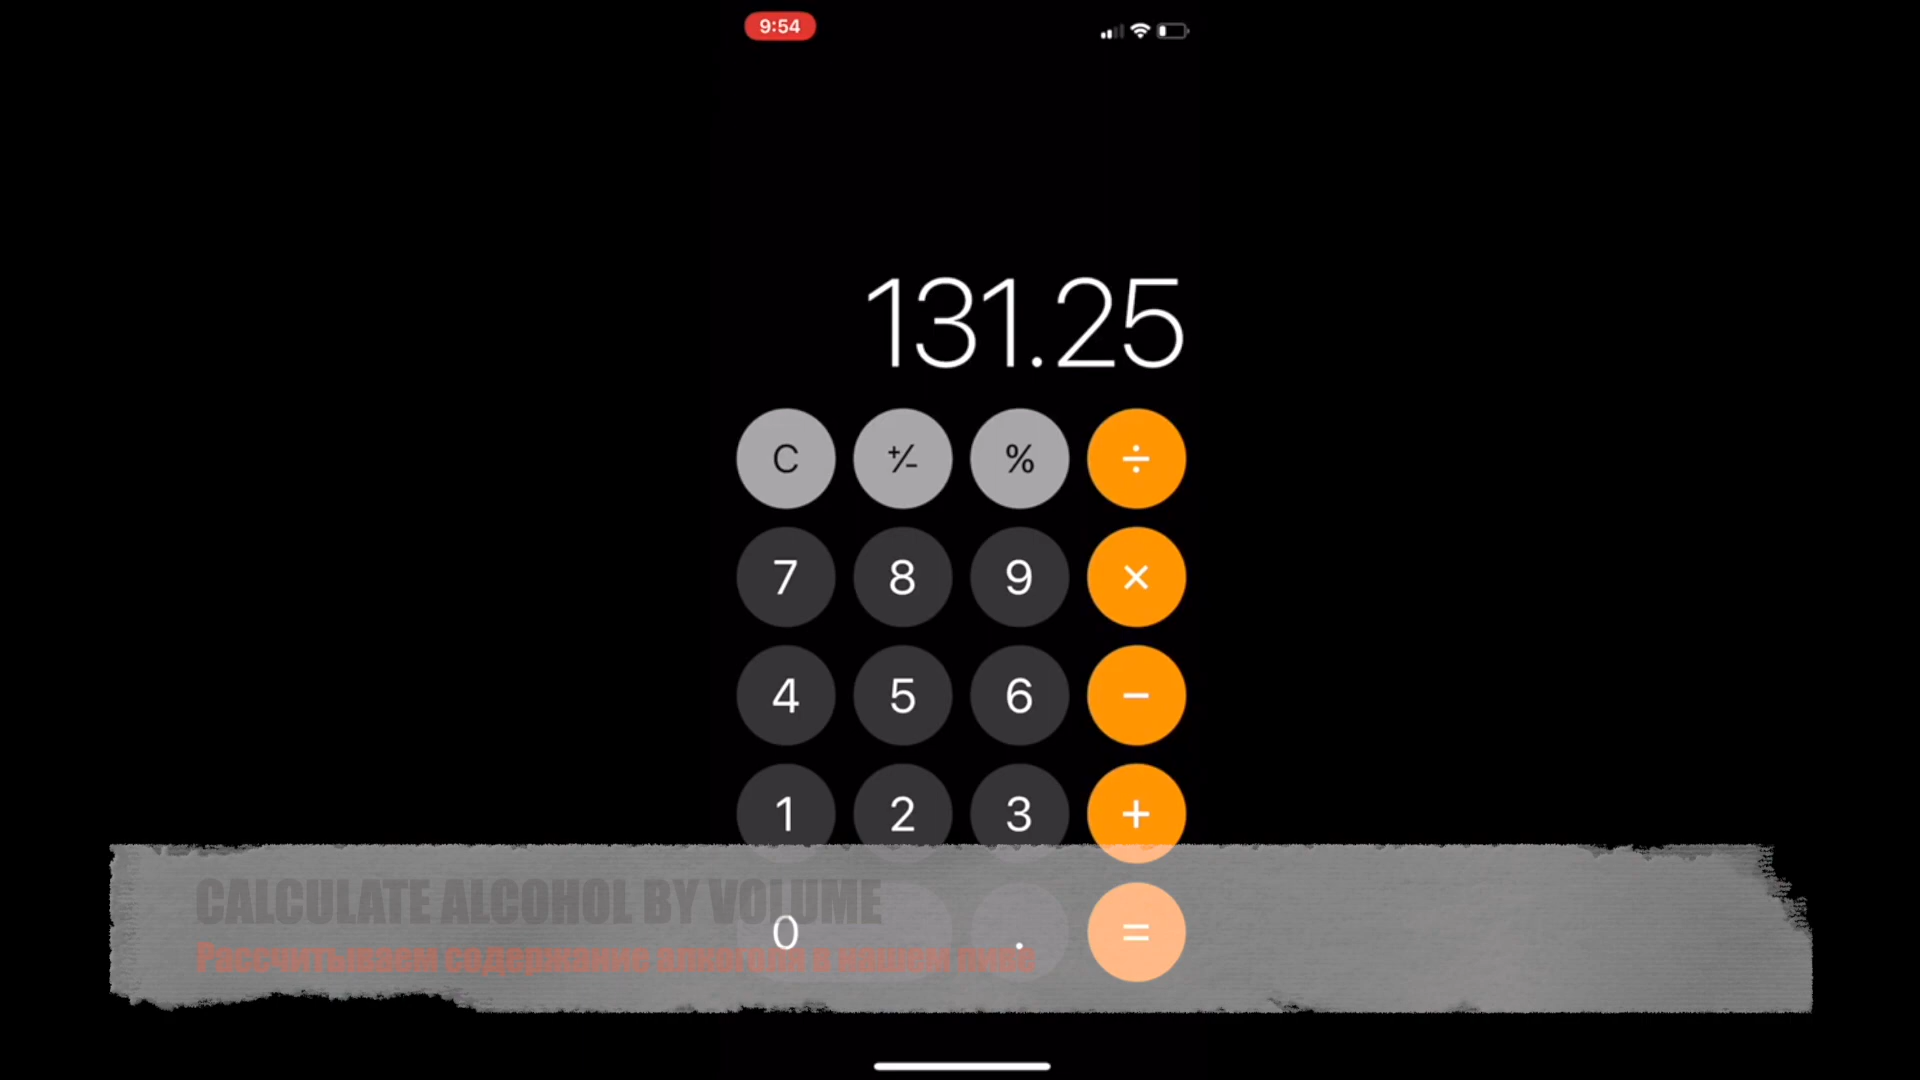 9:54
131.25
C +/- % ÷
7 8 9 ×
4 5 6 −
1 2 3 +
0 . =
CALCULATE ALCOHOL BY VOLUME
Рассчитываем содержание алкоголя в нашем пиве